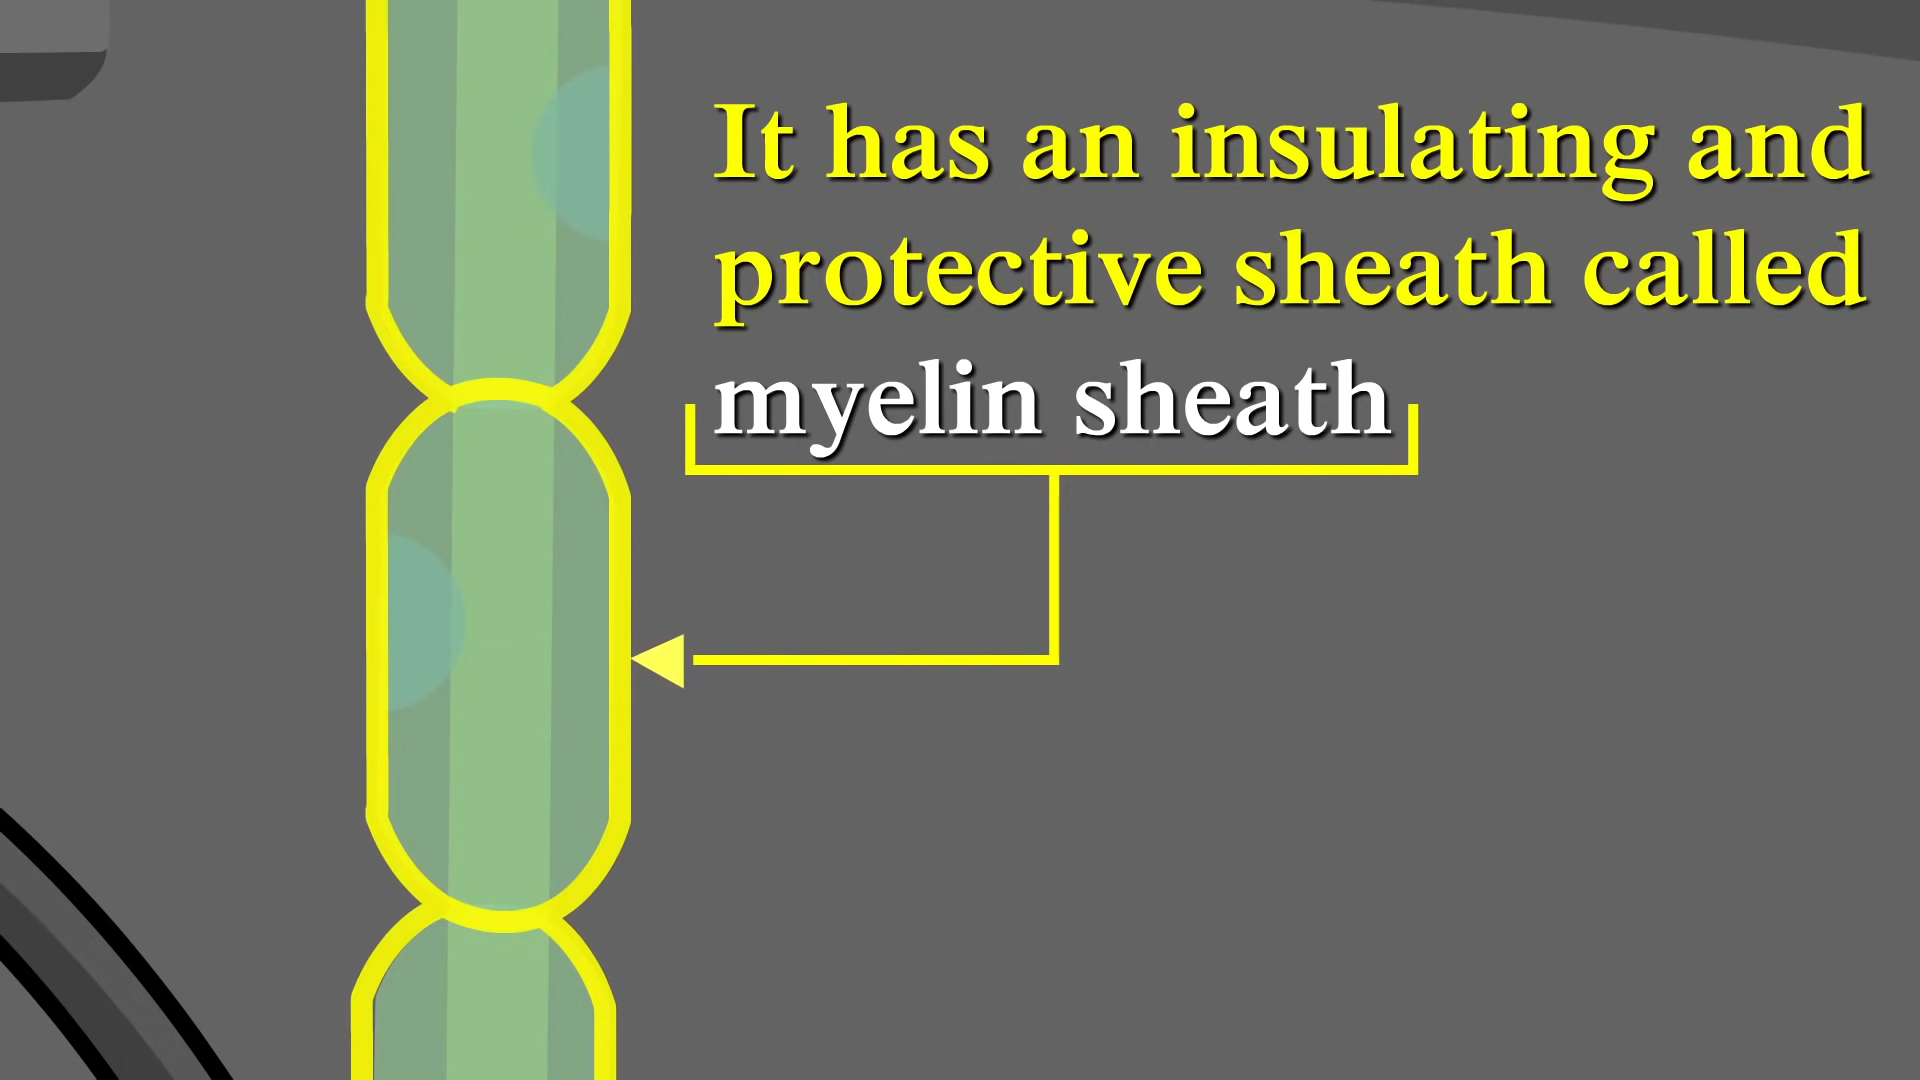 It has an insulating and
protective sheath called
myelin sheath